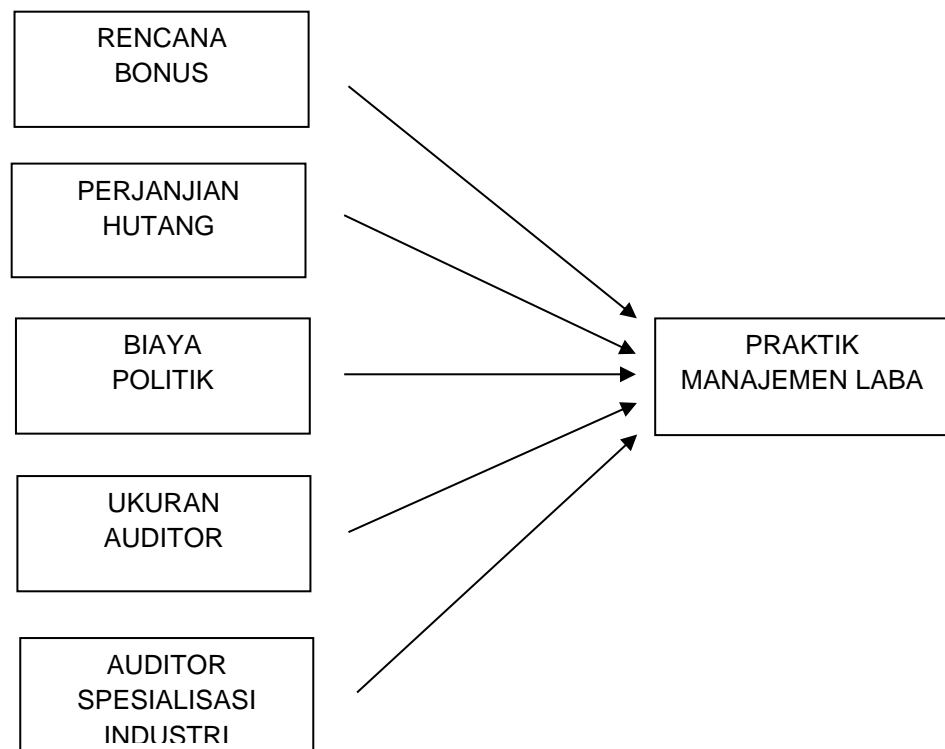 RENCANA
BONUS
PERJANJIAN
HUTANG
BIAYA
POLITIK
PRAKTIK
MANAJEMEN LABA
UKURAN
AUDITOR
AUDITOR
SPESIALISASI
INDUSTRI